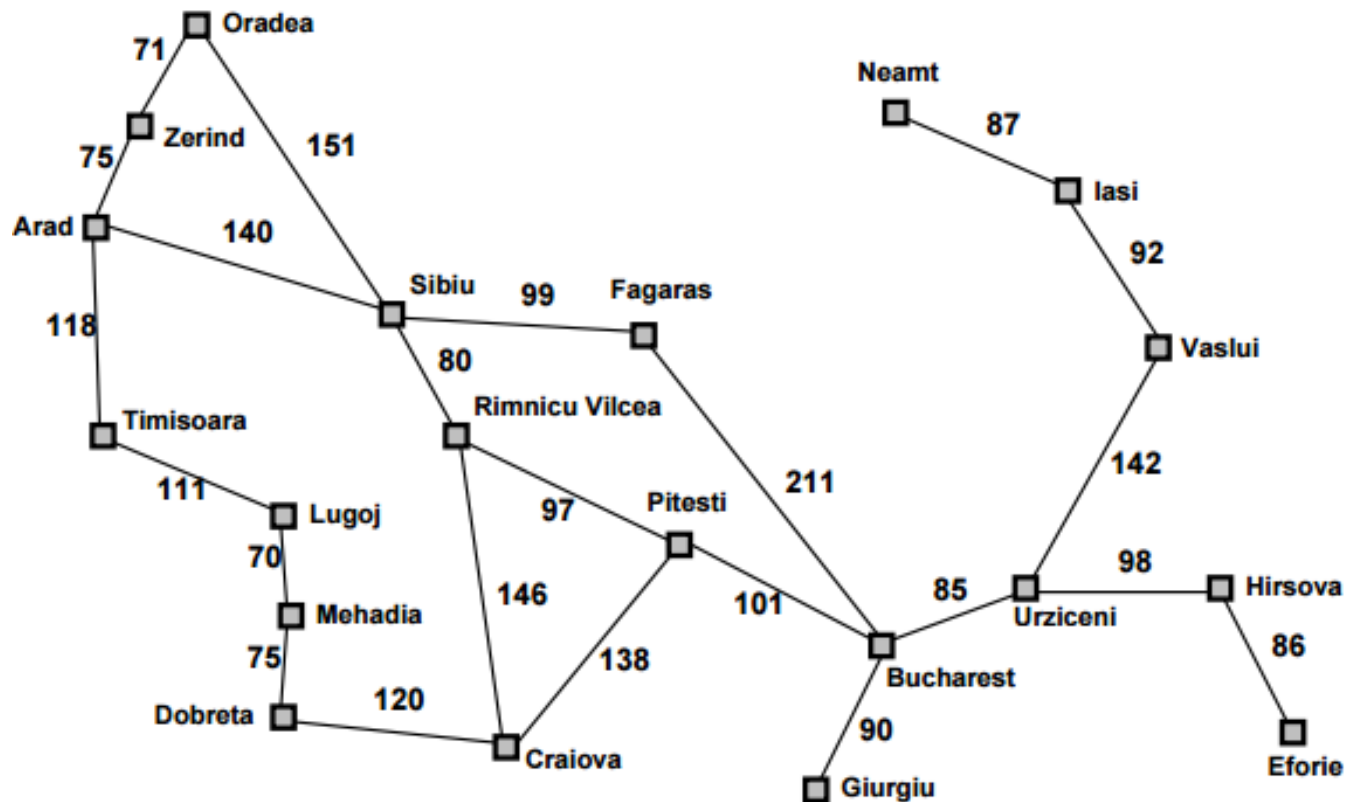 Oradea
71
Neamt
87
Zerind
151
75
Iasi
Arad
140
92
Sibiu
99
Fagaras
118
80
Vaslui
Timisoara
Rimnicu Vilcea
142
111
211
Lugoj
97
Pitesti
70
146
101
85
98
Hirsova
Mehadia
Urziceni
75
138
86
Bucharest
Dobreta
120
90
Craiova
Eforie
Giurgiu